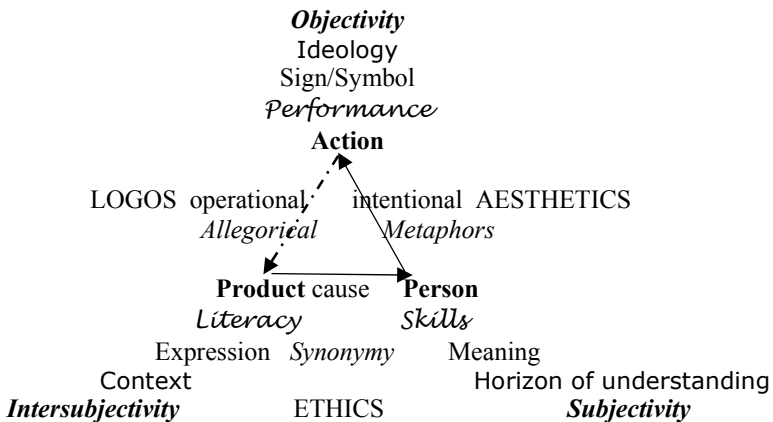 Objectivity
Ideology
Sign/Symbol
Performance
Action
LOGOS operational intentional AESTHETICS
Allegorical Metaphors
Product cause Person
Literacy Skills
Expression Synonymy Meaning
Context Horizon of understanding
Intersubjectivity ETHICS Subjectivity